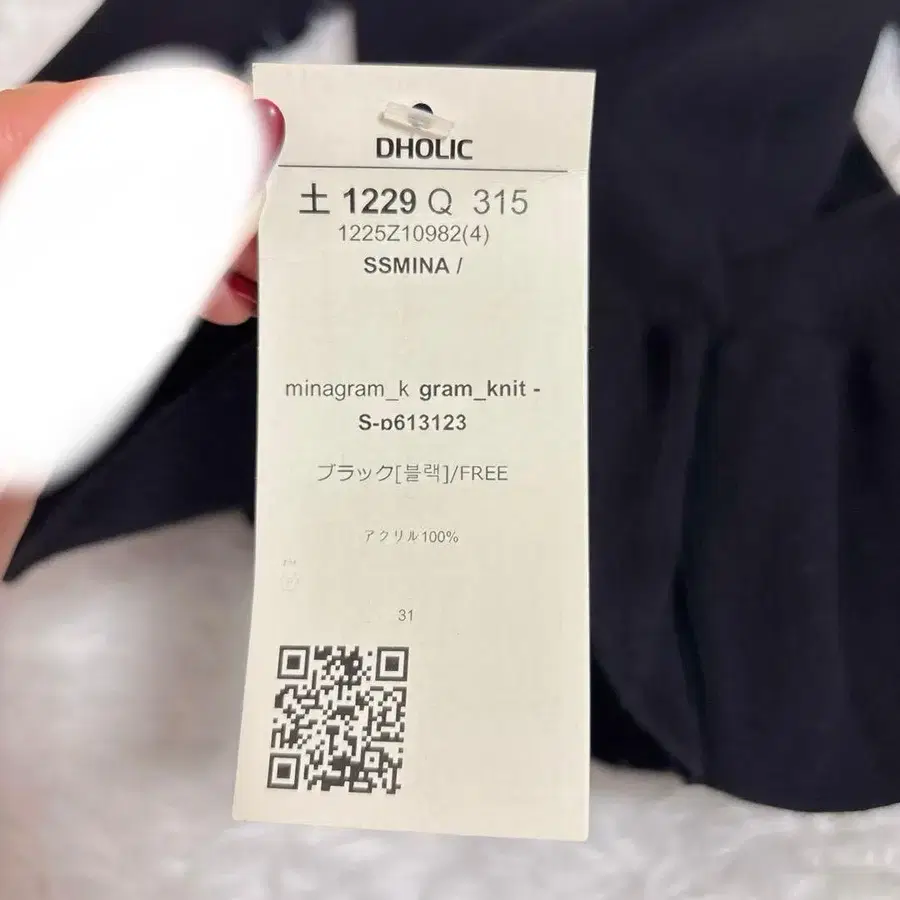 DHOLIC
土 1229 Q 315
1225Z10982(4)
SSMINA /
minagram_k gram_knit -
S-p613123
ブラック[블랙]/FREE
アクリル100%
31